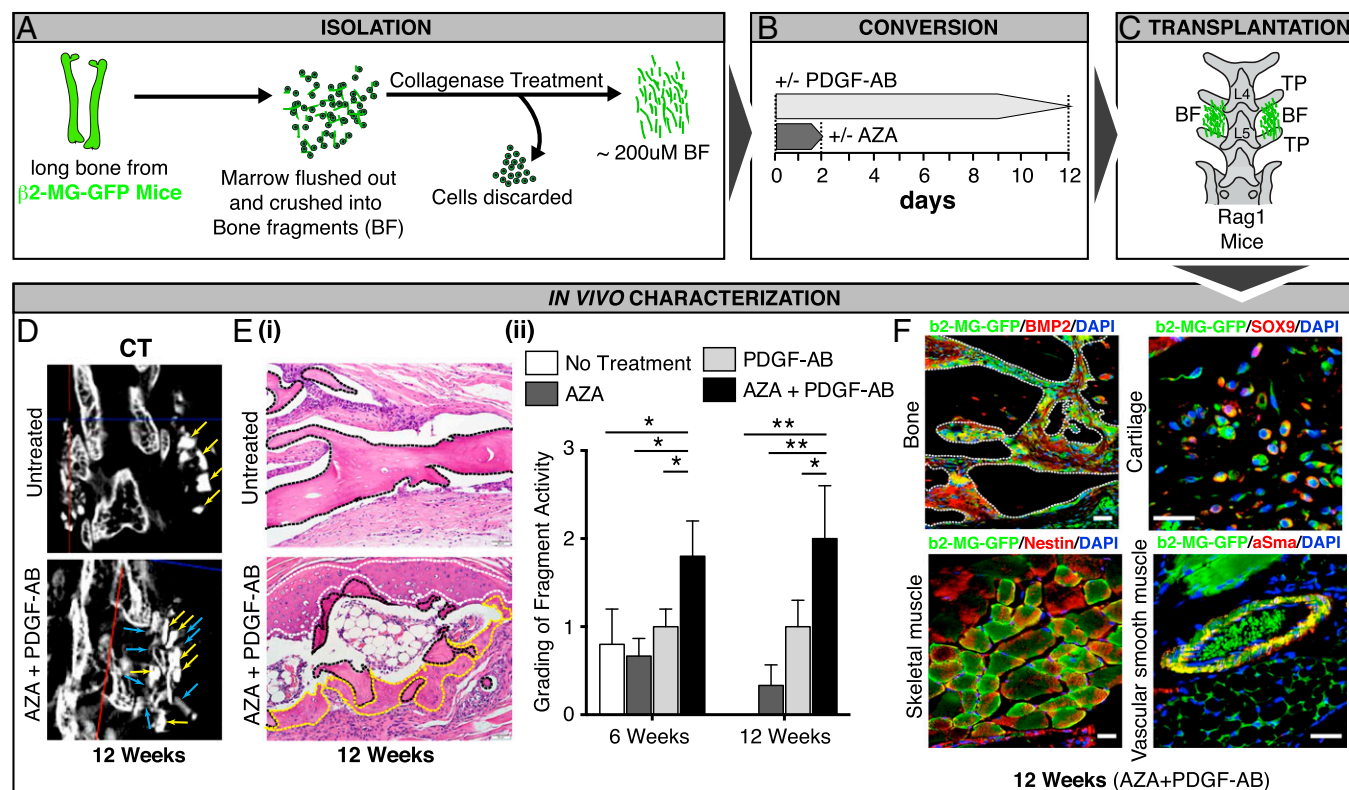 A
ISOLATION
long bone from
β2-MG-GFP Mice
Marrow flushed out
and crushed into
Bone fragments (BF)
Collagenase Treatment
Cells discarded
~ 200uM BF
B
CONVERSION
+/- PDGF-AB
+/- AZA
0 2 4 6 8 10 12
days
C
TRANSPLANTATION
L4
TP
BF
BF
L5
TP
Rag1
Mice
IN VIVO CHARACTERIZATION
D
CT
Untreated
AZA + PDGF-AB
12 Weeks
E (i)
Untreated
AZA + PDGF-AB
12 Weeks
(ii)
No Treatment
PDGF-AB
AZA
AZA + PDGF-AB
Grading of Fragment Activity
3
2
1
0
*
*
*
**
**
*
6 Weeks
12 Weeks
F
b2-MG-GFP/BMP2/DAPI
Bone
b2-MG-GFP/SOX9/DAPI
Cartilage
b2-MG-GFP/Nestin/DAPI
Skeletal muscle
b2-MG-GFP/aSma/DAPI
Vascular smooth muscle
12 Weeks (AZA+PDGF-AB)